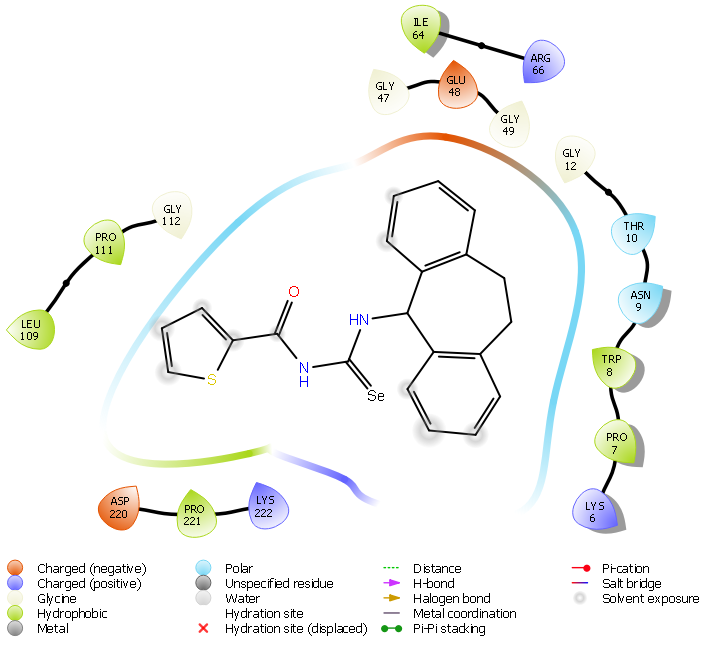 ILE
64
ARG
66
GLY
47
GLU
48
GLY
49
GLY
12
THR
10
ASN
9
TRP
8
PRO
7
LYS
6
GLY
112
PRO
111
LEU
109
O
HN
N
H
S
Se
ASP
220
PRO
221
LYS
222
Charged (negative)
Charged (positive)
Glycine
Hydrophobic
Metal
Polar
Unspecified residue
Water
Hydration site
Hydration site (displaced)
Distance
H-bond
Halogen bond
Metal coordination
Pi-Pi stacking
Pi-cation
Salt bridge
Solvent exposure